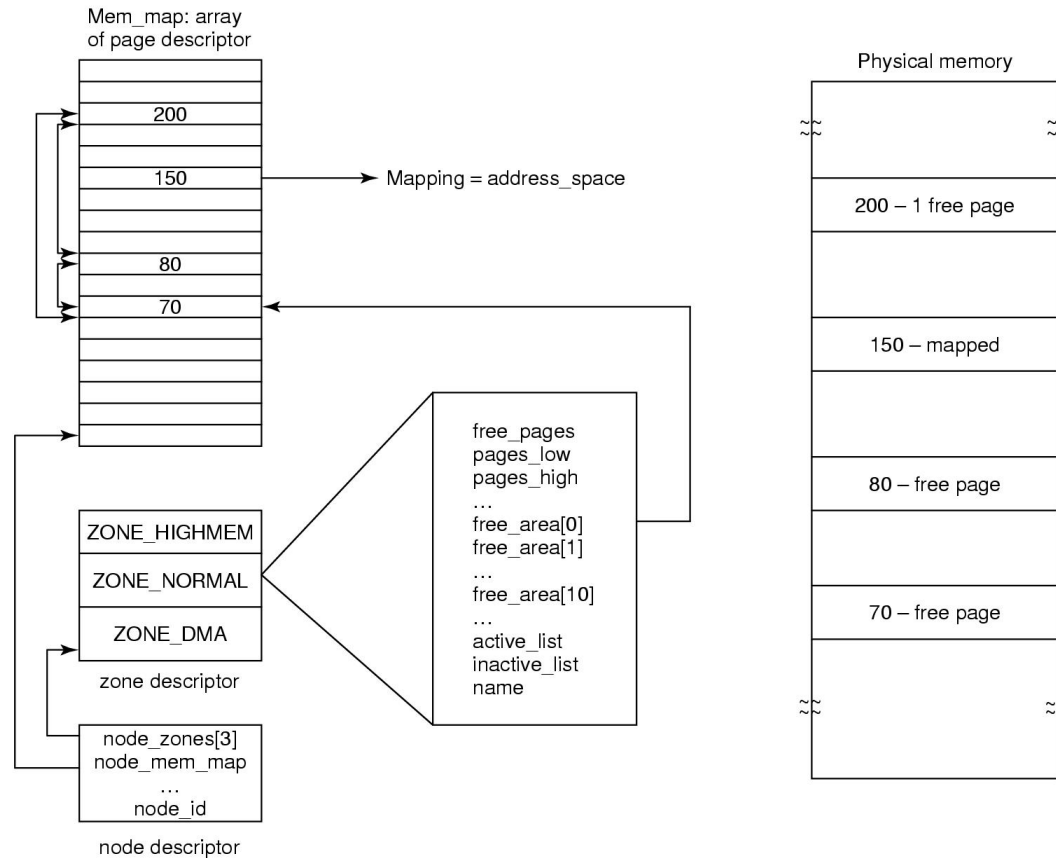 Mem_map: array
of page descriptor
200
150
80
70
Mapping = address_space
Physical memory
200 – 1 free page
150 – mapped
80 – free page
70 – free page
free_pages
pages_low
pages_high
...
free_area[0]
free_area[1]
...
free_area[10]
...
active_list
inactive_list
name
ZONE_HIGHMEM
ZONE_NORMAL
ZONE_DMA
zone descriptor
node_zones[3]
node_mem_map
...
node_id
node descriptor